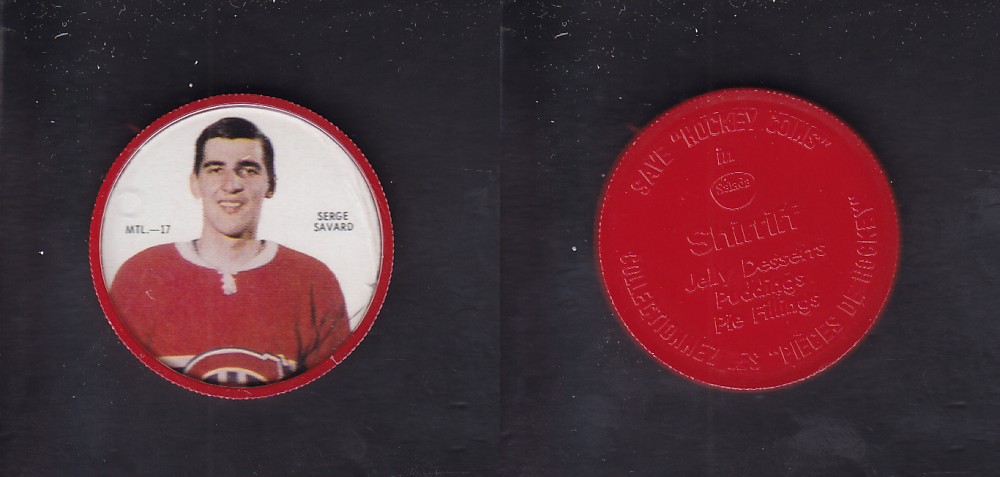 MTL.—17
SERGE
SAVARD
SAVE "HOCKEY COINS"
in
Salada
Shirriff
Jelly Desserts
Puddings
Pie Fillings
COLLECTIONNEZ LES "PIÈCES DE HOCKEY"